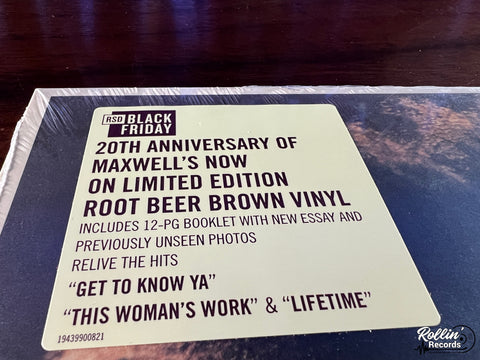 RSD BLACK FRIDAY
20TH ANNIVERSARY OF
MAXWELL'S NOW
ON LIMITED EDITION
ROOT BEER BROWN VINYL
INCLUDES 12-PG BOOKLET WITH NEW ESSAY AND
PREVIOUSLY UNSEEN PHOTOS
RELIVE THE HITS
"GET TO KNOW YA"
"THIS WOMAN'S WORK" & "LIFETIME"
19439900821
Rollin'
Records